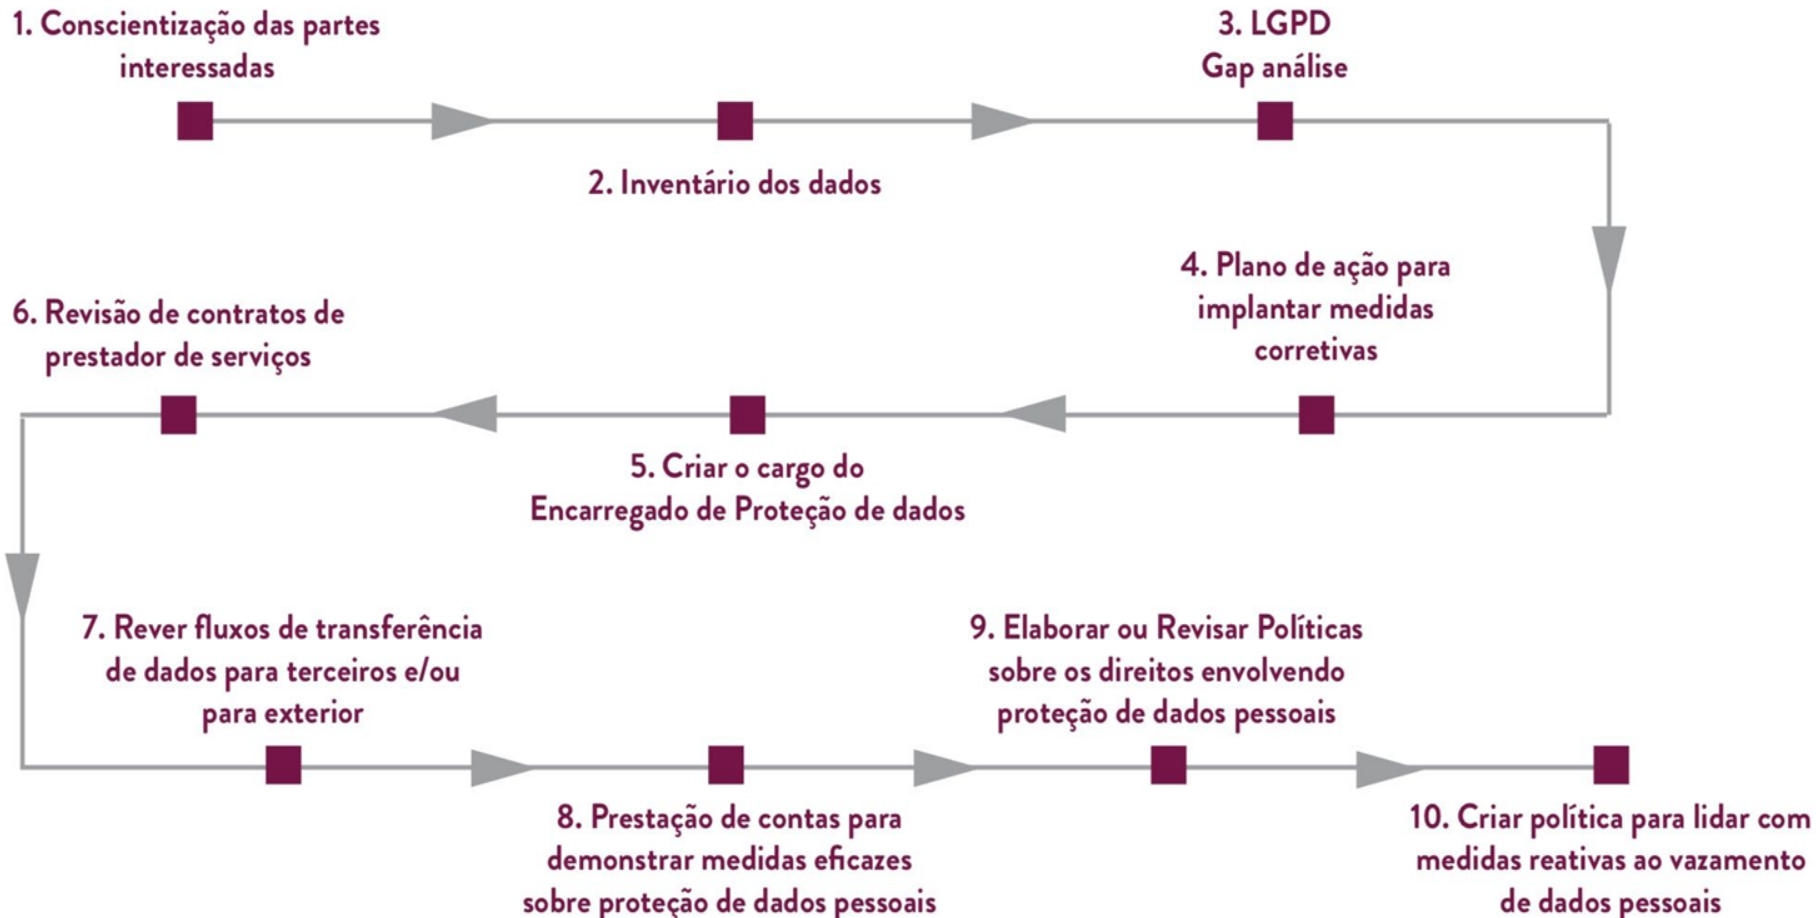 1. Conscientização das partes
interessadas
2. Inventário dos dados
3. LGPD
Gap análise
4. Plano de ação para
implantar medidas
corretivas
5. Criar o cargo do
Encarregado de Proteção de dados
6. Revisão de contratos de
prestador de serviços
7. Rever fluxos de transferência
de dados para terceiros e/ou
para exterior
8. Prestação de contas para
demonstrar medidas eficazes
sobre proteção de dados pessoais
9. Elaborar ou Revisar Políticas
sobre os direitos envolvendo
proteção de dados pessoais
10. Criar política para lidar com
medidas reativas ao vazamento
de dados pessoais